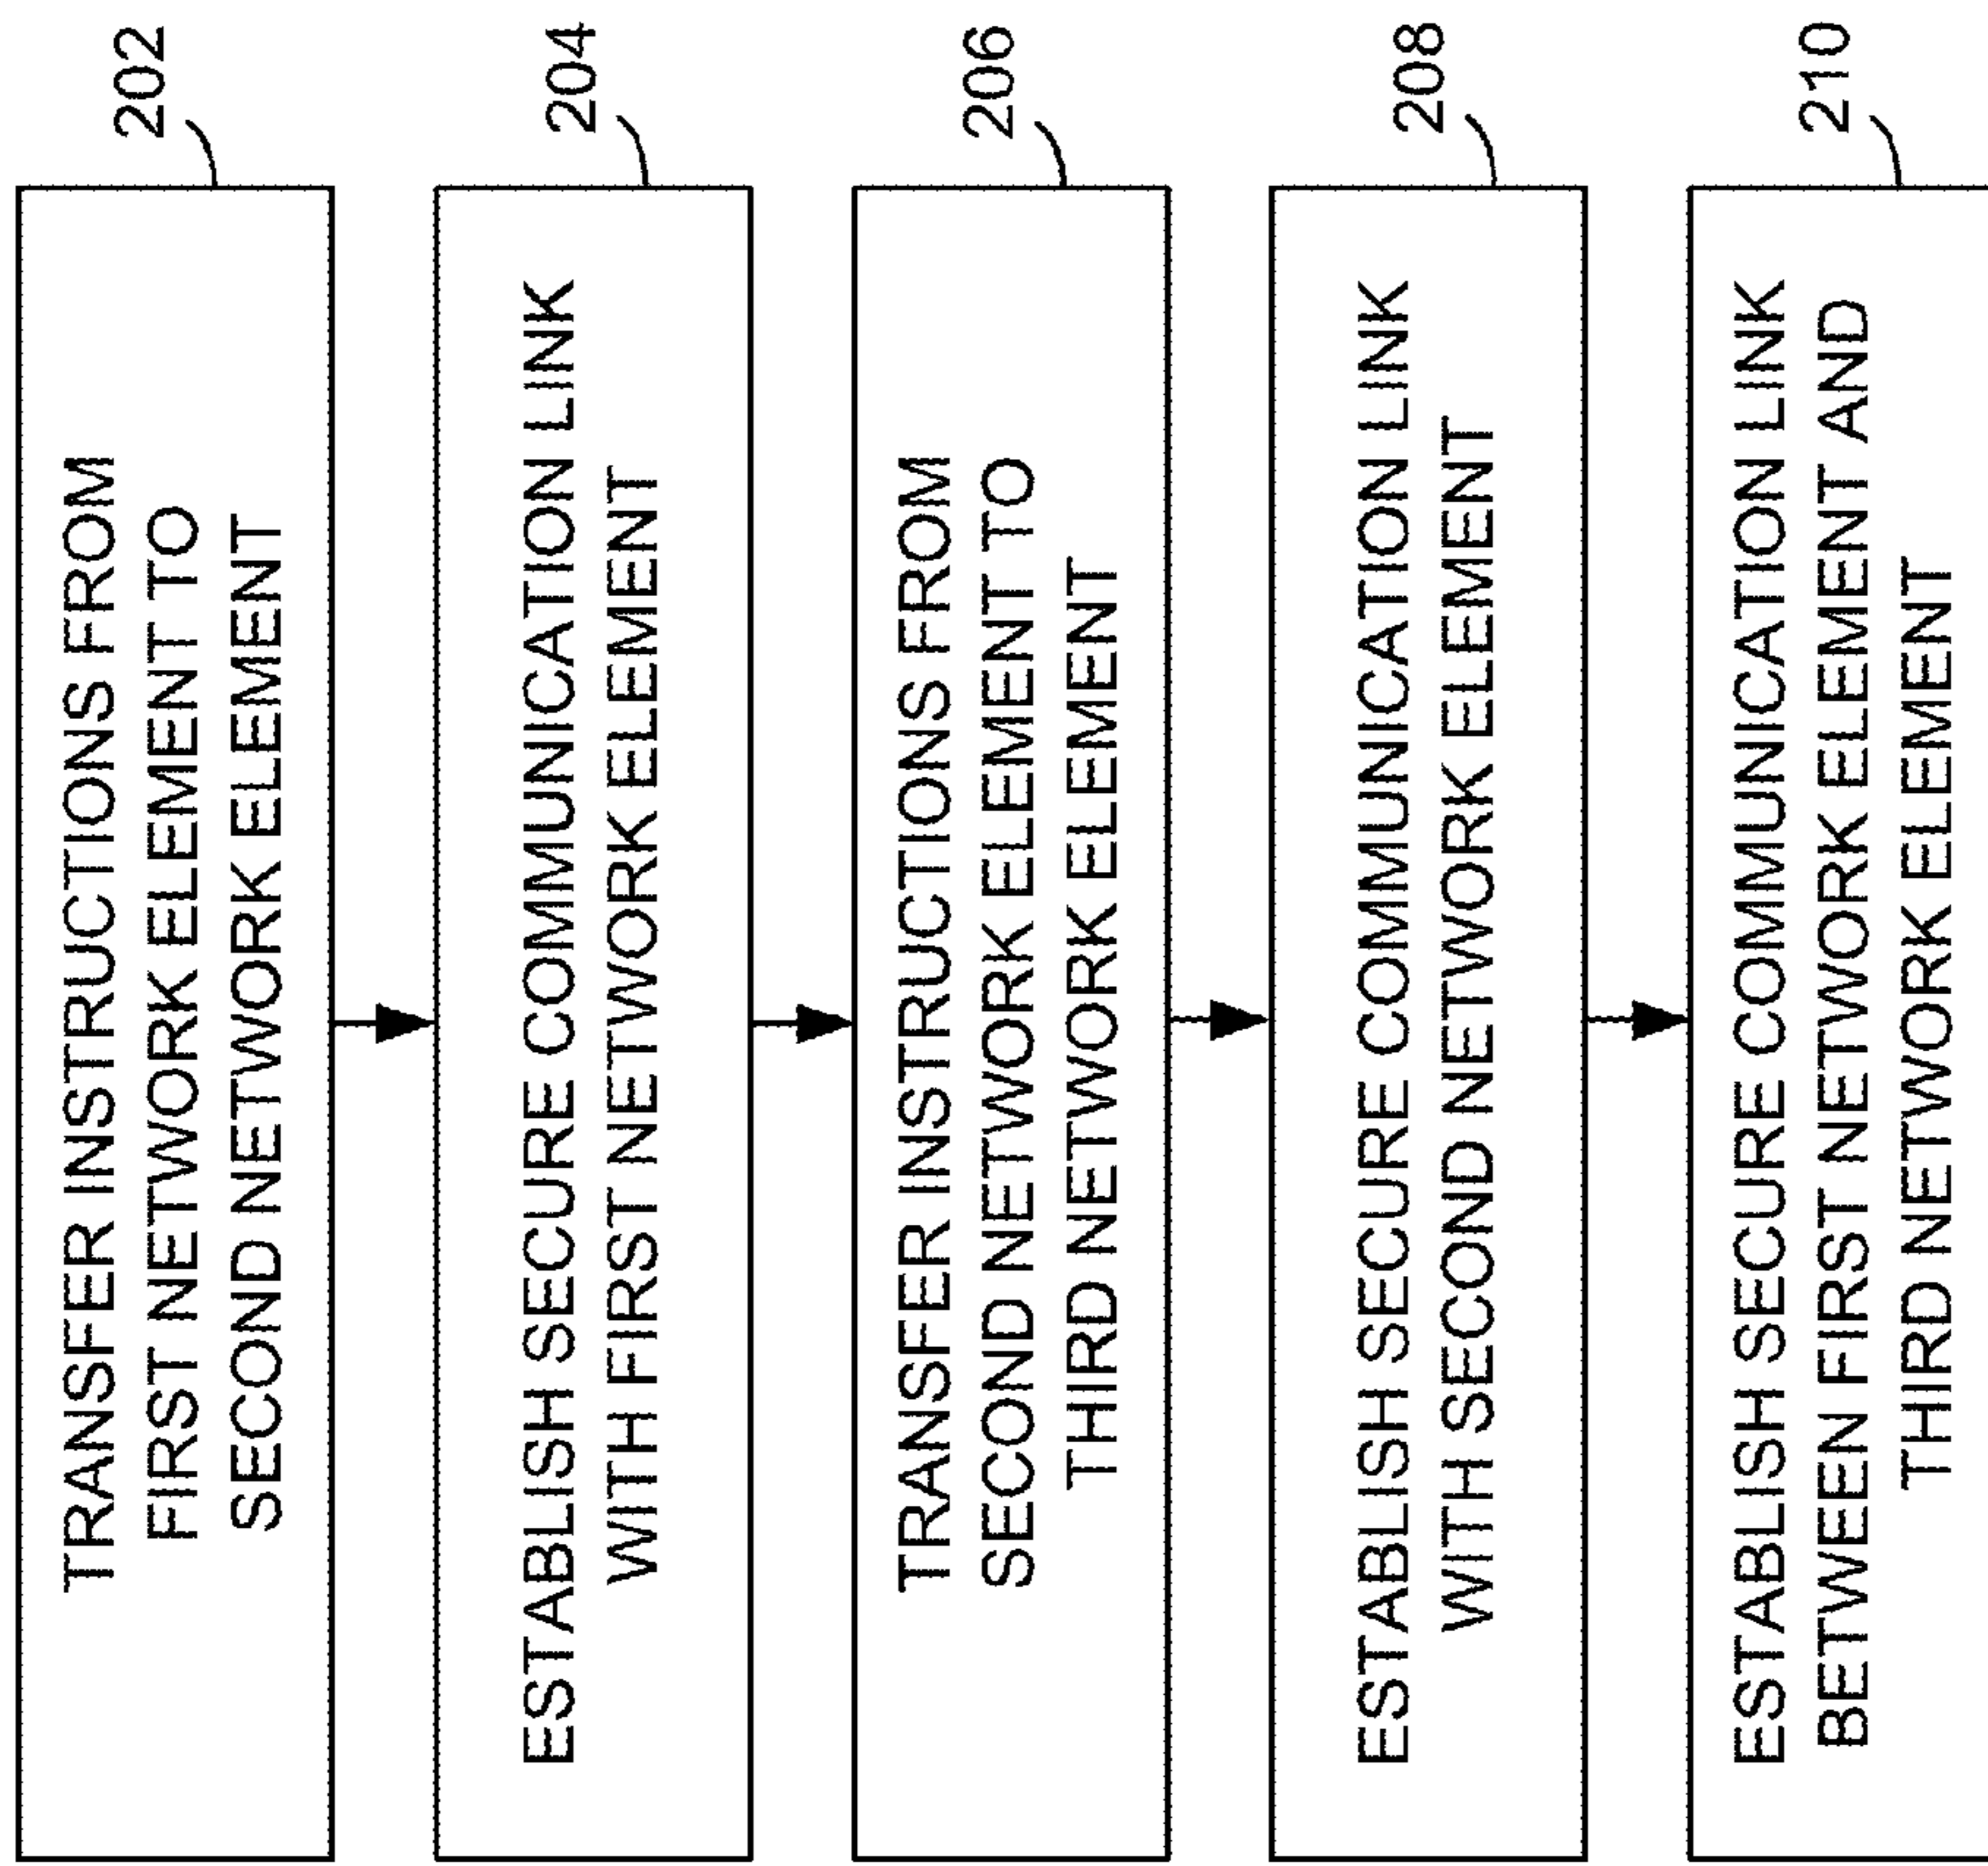 TRANSFER INSTRUCTIONS FROM
FIRST NETWORK ELEMENT TO
SECOND NETWORK ELEMENT
202
ESTABLISH SECURE COMMUNICATION LINK
WITH FIRST NETWORK ELEMENT
204
TRANSFER INSTRUCTIONS FROM
SECOND NETWORK ELEMENT TO
THIRD NETWORK ELEMENT
206
ESTABLISH SECURE COMMUNICATION LINK
WITH SECOND NETWORK ELEMENT
208
ESTABLISH SECURE COMMUNICATION LINK
BETWEEN FIRST NETWORK ELEMENT AND
THIRD NETWORK ELEMENT
210